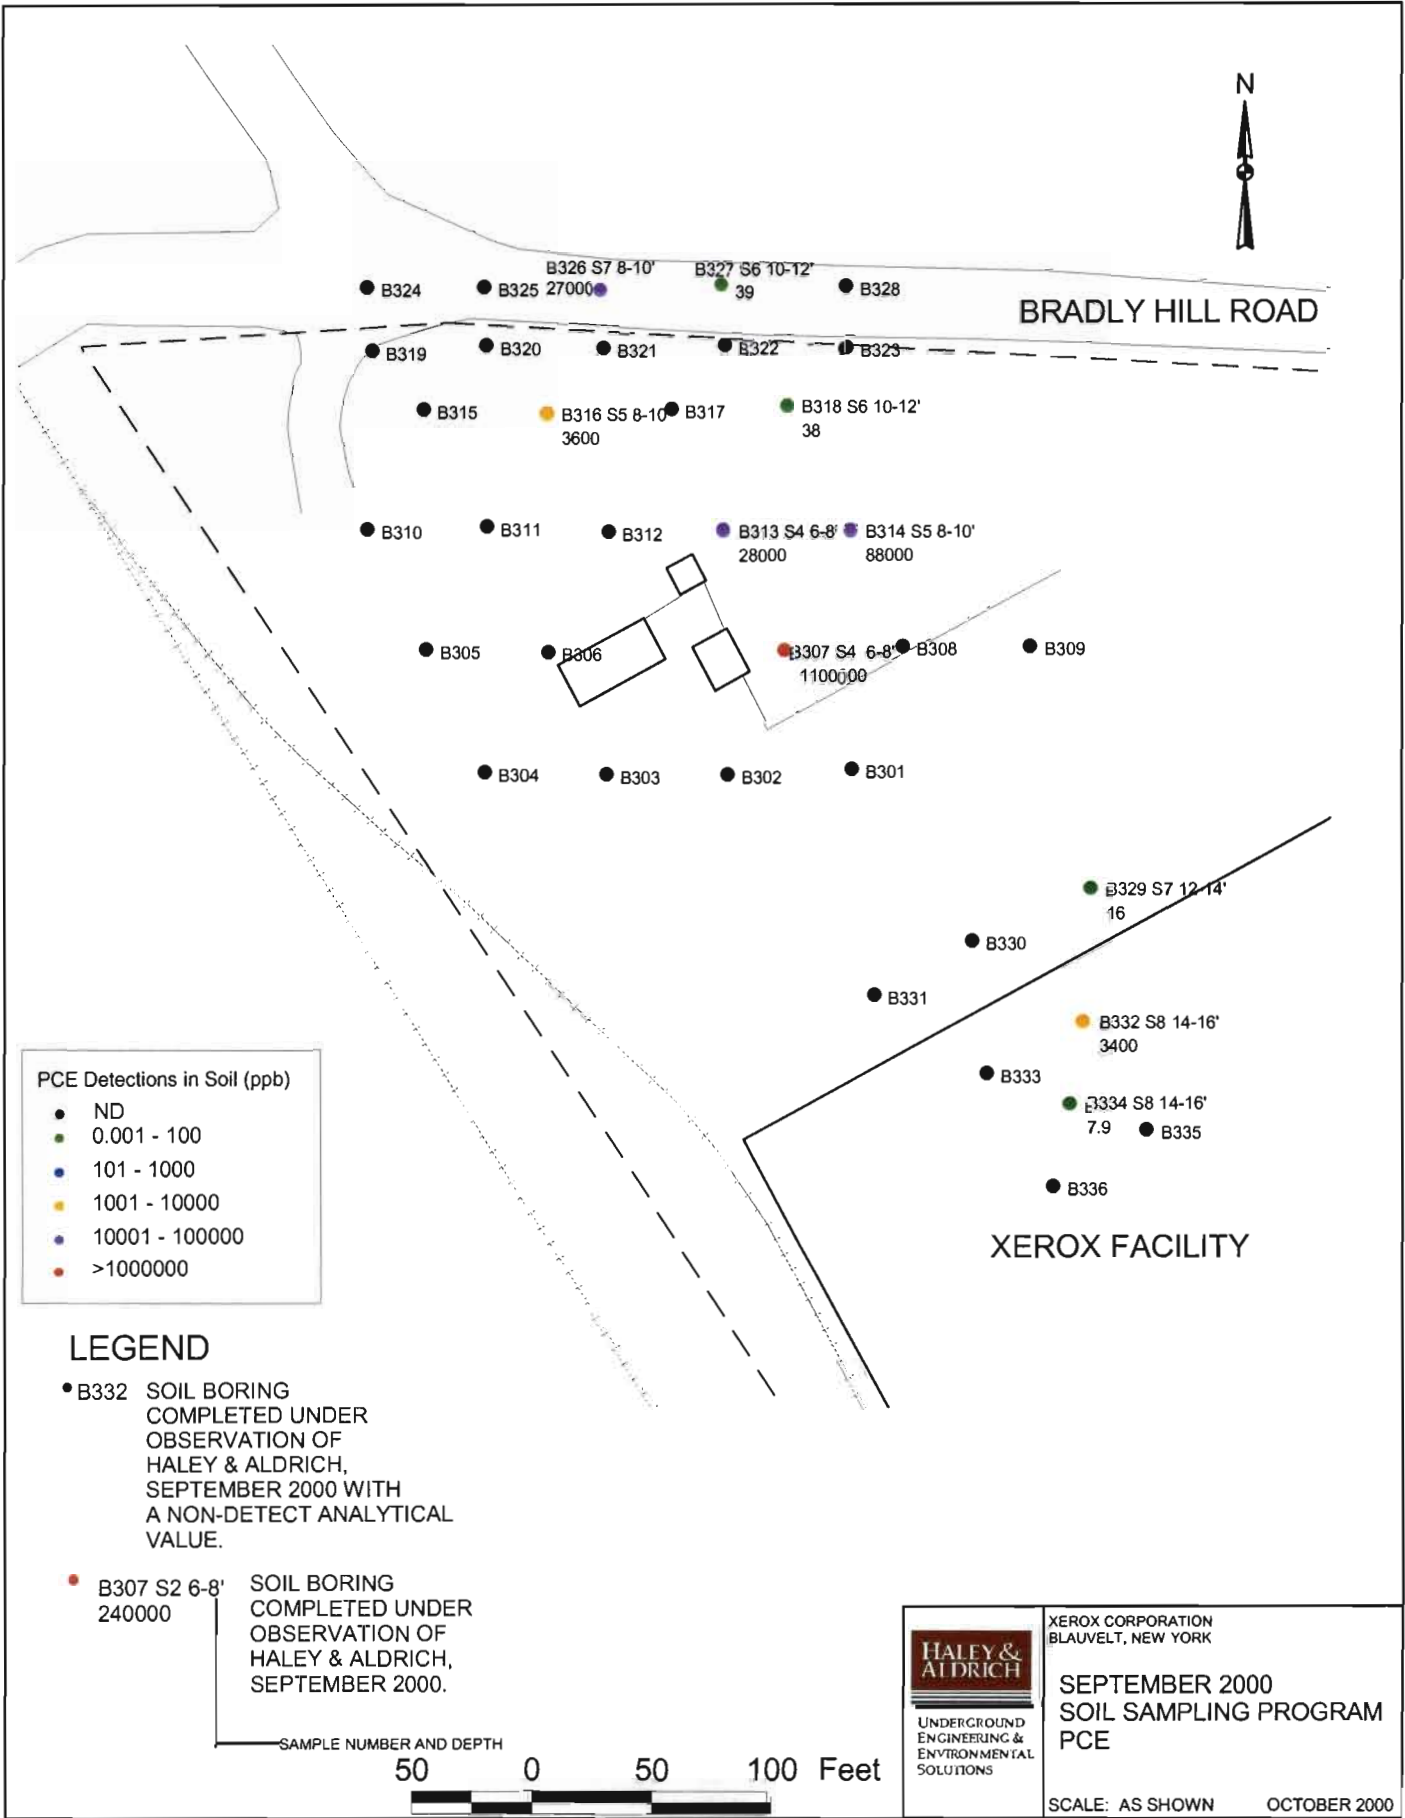 N
B326 S7 8-10'
B327 S6 10-12'
B324
B325
27000
39
B328
BRADLY HILL ROAD
B319
B320
B321
B322
B323
B315
B316 S5 8-10'
3600
B317
B318 S6 10-12'
38
B310
B311
B312
B313 S4 6-8'
28000
B314 S5 8-10'
88000
B305
B306
B307 S4 6-8'
1100000
B308
B309
B304
B303
B302
B301
B329 S7 12-14'
16
B330
B331
B332 S8 14-16'
3400
B333
B334 S8 14-16'
7.9
B335
B336
XEROX FACILITY
PCE Detections in Soil (ppb)
ND
0.001 - 100
101 - 1000
1001 - 10000
10001 - 100000
>1000000
LEGEND
B332 SOIL BORING
COMPLETED UNDER
OBSERVATION OF
HALEY & ALDRICH,
SEPTEMBER 2000 WITH
A NON-DETECT ANALYTICAL
VALUE.
B307 S2 6-8'
240000
SOIL BORING
COMPLETED UNDER
OBSERVATION OF
HALEY & ALDRICH,
SEPTEMBER 2000.
SAMPLE NUMBER AND DEPTH
50 0 50 100 Feet
HALEY &
ALDRICH
UNDERGROUND
ENGINEERING &
ENVIRONMENTAL
SOLUTIONS
XEROX CORPORATION
BLAUVELT, NEW YORK
SEPTEMBER 2000
SOIL SAMPLING PROGRAM
PCE
SCALE: AS SHOWN OCTOBER 2000